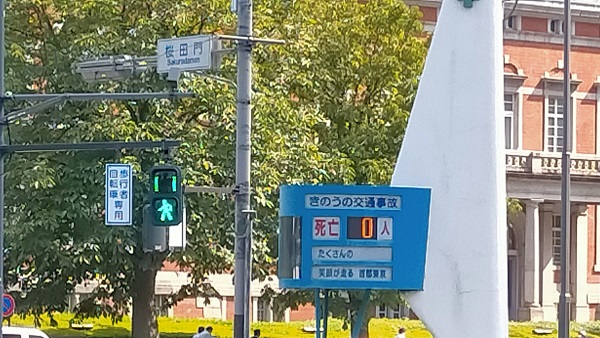 桜田門
Sakuradamon
歩行者
自転車
専用
きのうの交通事故
死亡 0人
たくさんの
笑顔が走る 首都東京